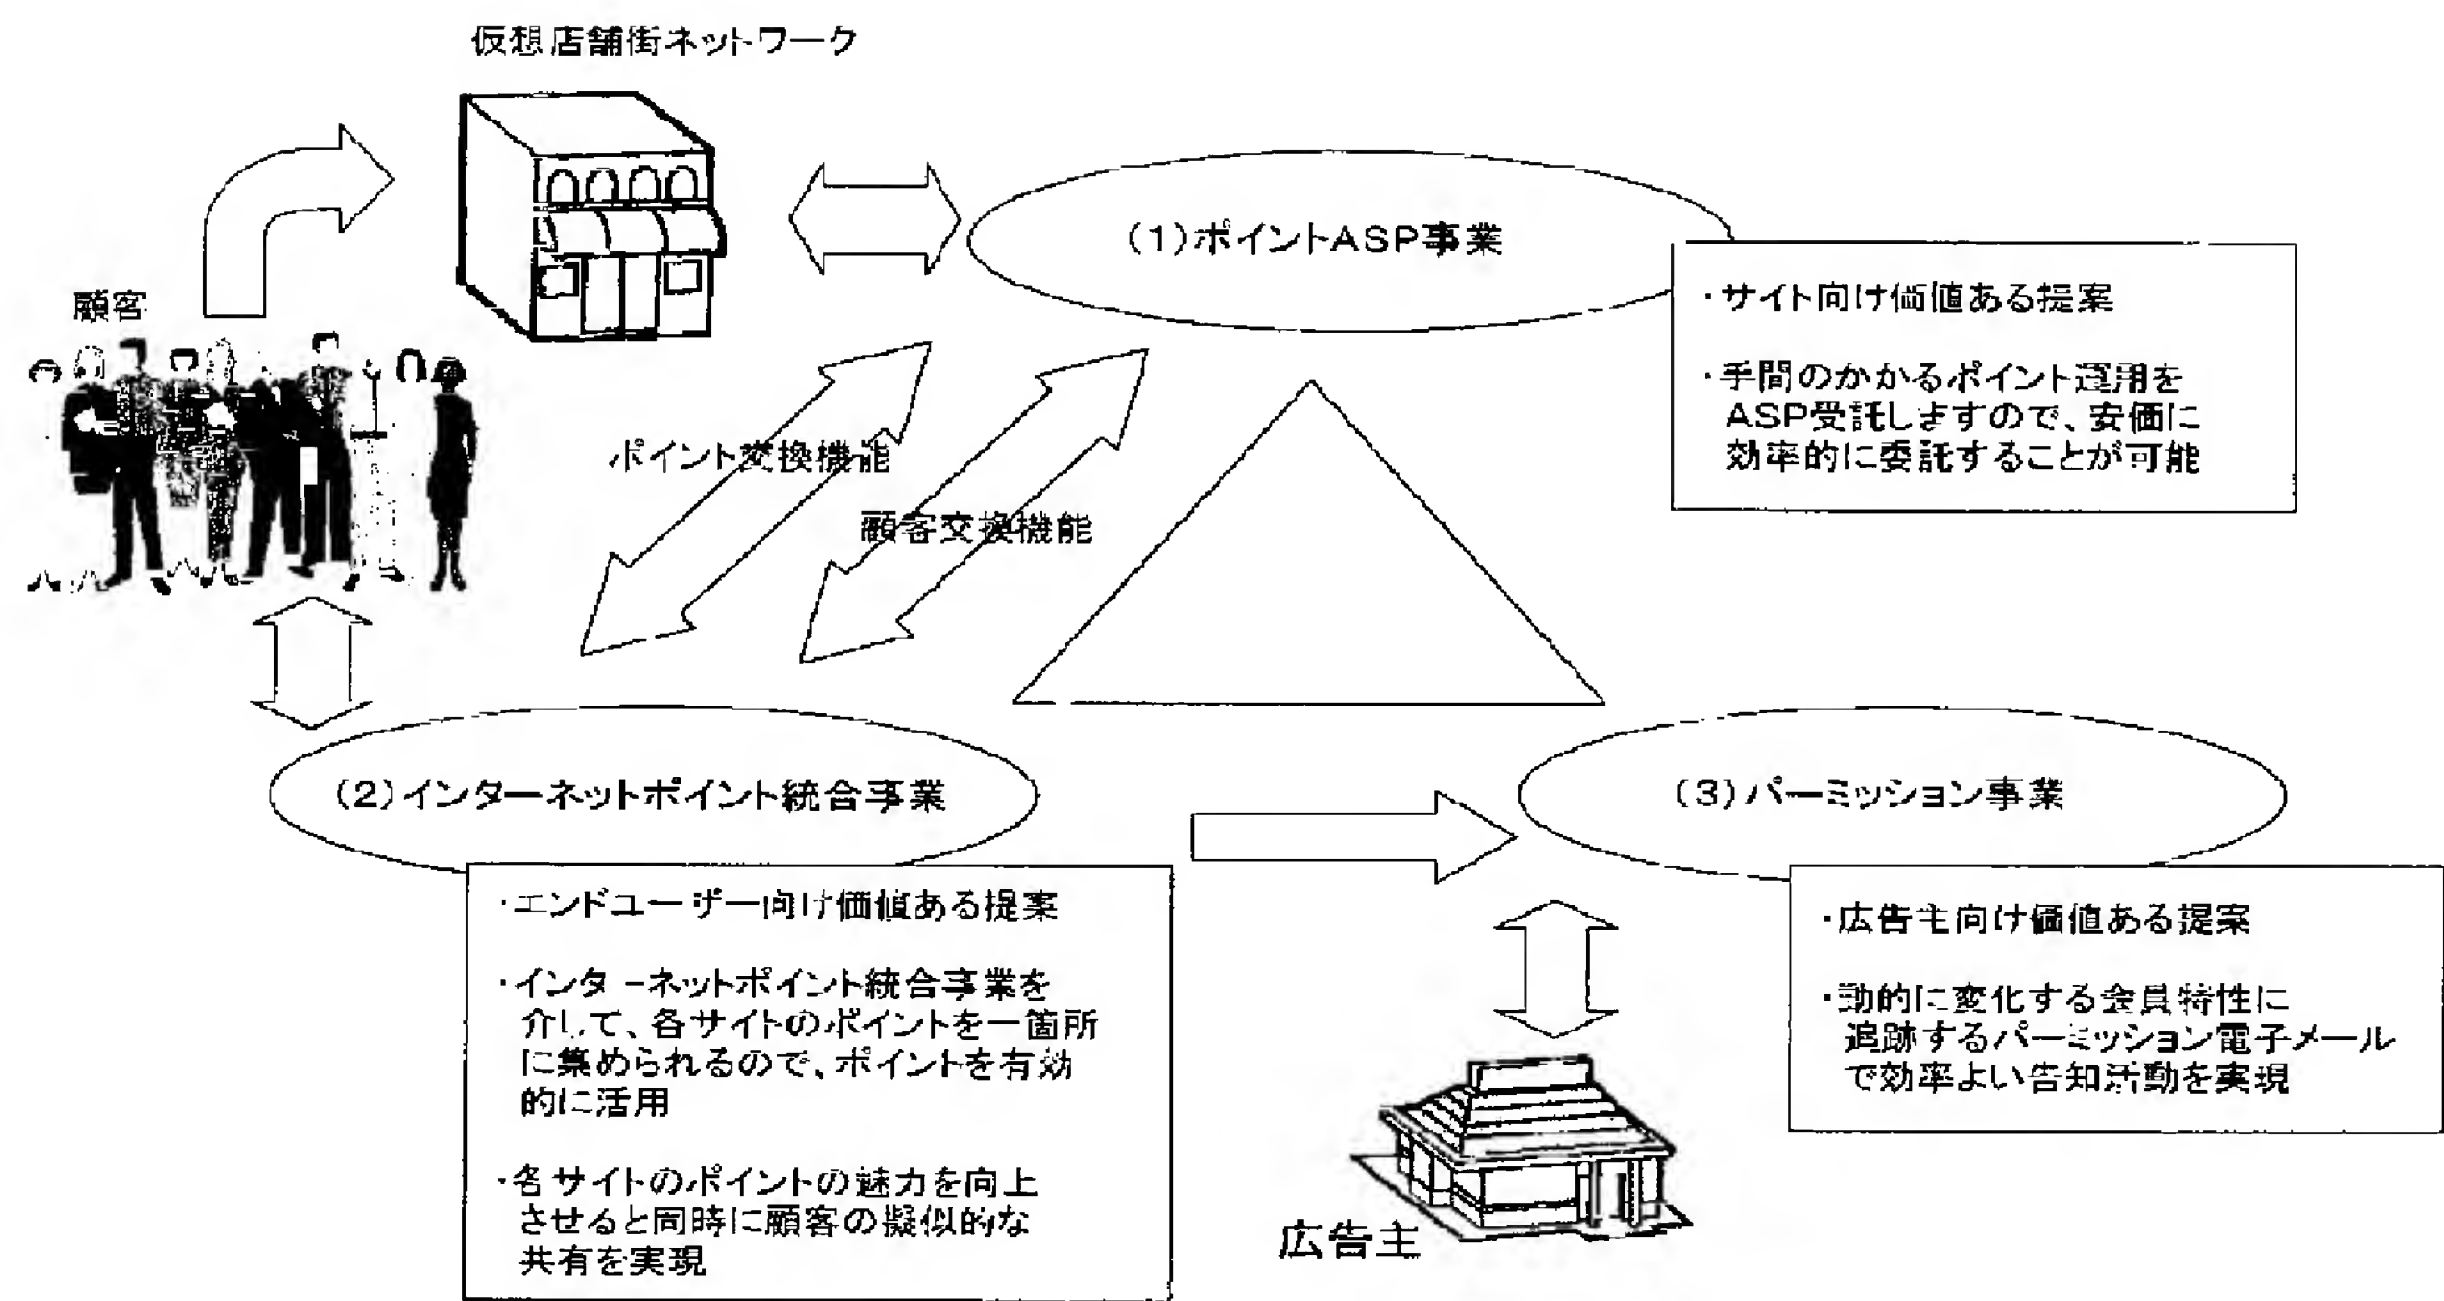 仮想店舗街ネットワーク
顧客
(1)ポイントASP事業
・サイト向け価値ある提案
・手間のかかるポイント運用を
ASP受託しますので、安価に
効率的に委託することが可能
ポイント変換機能
顧客交換機能
(2)インターネットポイント統合事業
・エンドユーザー向け価値ある提案
・インターネットポイント統合事業を
介して、各サイトのポイントを一箇所
に集められるので、ポイントを有効
的に活用
・各サイトのポイントの魅力を向上
させると同時に顧客の擬似的な
共有を実現
(3)パーミッション事業
・広告主向け価値ある提案
・動的に変化する会員特性に
追跡するパーミッション電子メール
で効率よい告知活動を実現
広告主